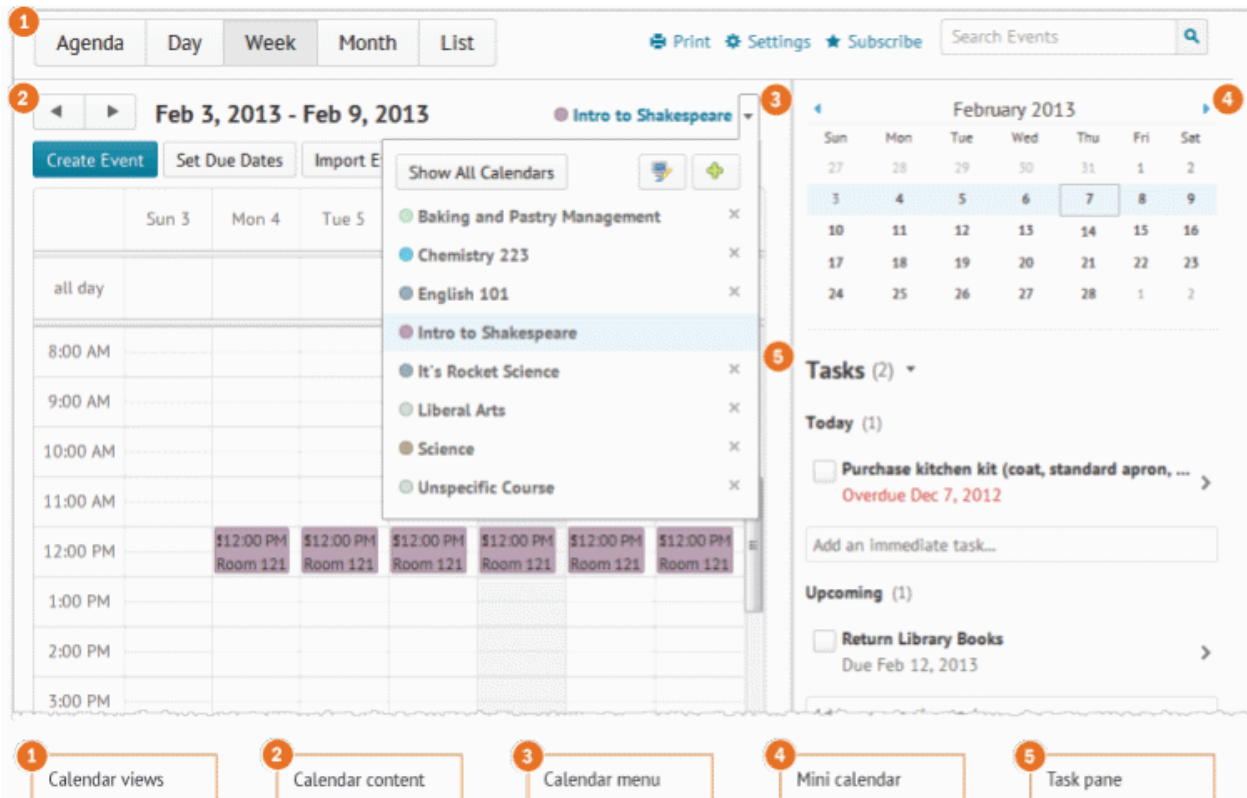 1
Agenda Day Week Month List
Print Settings Subscribe
Search Events
2
Feb 3, 2013 - Feb 9, 2013
Intro to Shakespeare
3
Create Event Set Due Dates Import E
Show All Calendars
Baking and Pastry Management ×
Chemistry 223 ×
English 101 ×
Intro to Shakespeare
It's Rocket Science ×
Liberal Arts ×
Science ×
Unspecific Course ×
Sun 3 Mon 4 Tue 5
all day
8:00 AM
9:00 AM
10:00 AM
11:00 AM
12:00 PM
$12:00 PM $12:00 PM $12:00 PM $12:00 PM $12:00 PM $12:00 PM
Room 121 Room 121 Room 121 Room 121 Room 121 Room 121
1:00 PM
2:00 PM
3:00 PM
February 2013
4
Sun Mon Tue Wed Thu Fri Sat
27 28 29 30 31 1 2
3 4 5 6 7 8 9
10 11 12 13 14 15 16
17 18 19 20 21 22 23
24 25 26 27 28 1 2
5
Tasks (2)
Today (1)
Purchase kitchen kit (coat, standard apron, ...
Overdue Dec 7, 2012
Add an immediate task...
Upcoming (1)
Return Library Books
Due Feb 12, 2013
1 Calendar views
2 Calendar content
3 Calendar menu
4 Mini calendar
5 Task pane